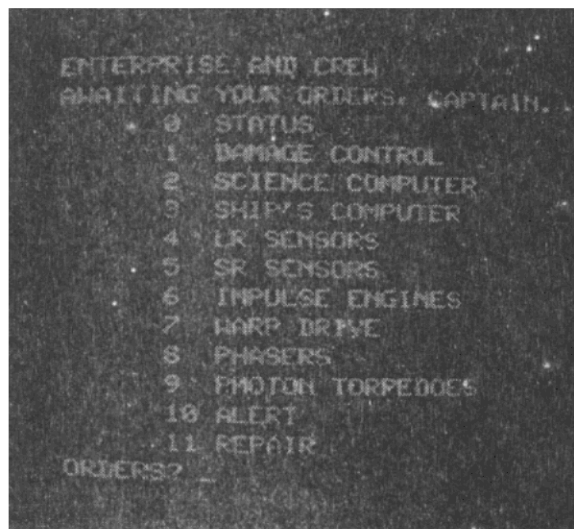 ENTERPRISE AND CREW
AWAITING YOUR ORDERS, CAPTAIN...
0 STATUS
1 DAMAGE CONTROL
2 SCIENCE COMPUTER
3 SHIP'S COMPUTER
4 LR SENSORS
5 SR SENSORS
6 IMPULSE ENGINES
7 WARP DRIVE
8 PHASERS
9 PHOTON TORPEDOES
10 ALERT
11 REPAIR
ORDERS? _